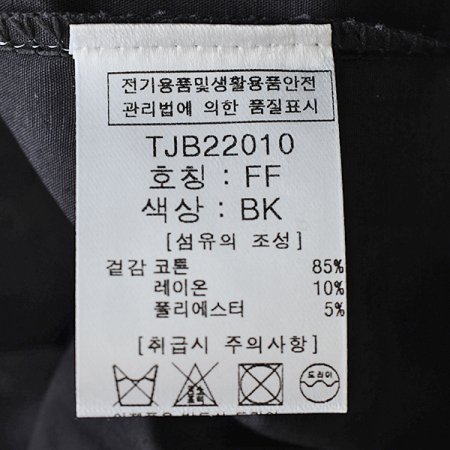 전기용품및생활용품안전
관리법에 의한 품질표시
TJB22010
호칭 : FF
색상 : BK
[섬유의 조성]
겉감 코튼 85%
레이온 10%
폴리에스터 5%
[취급시 주의사항]
드라이